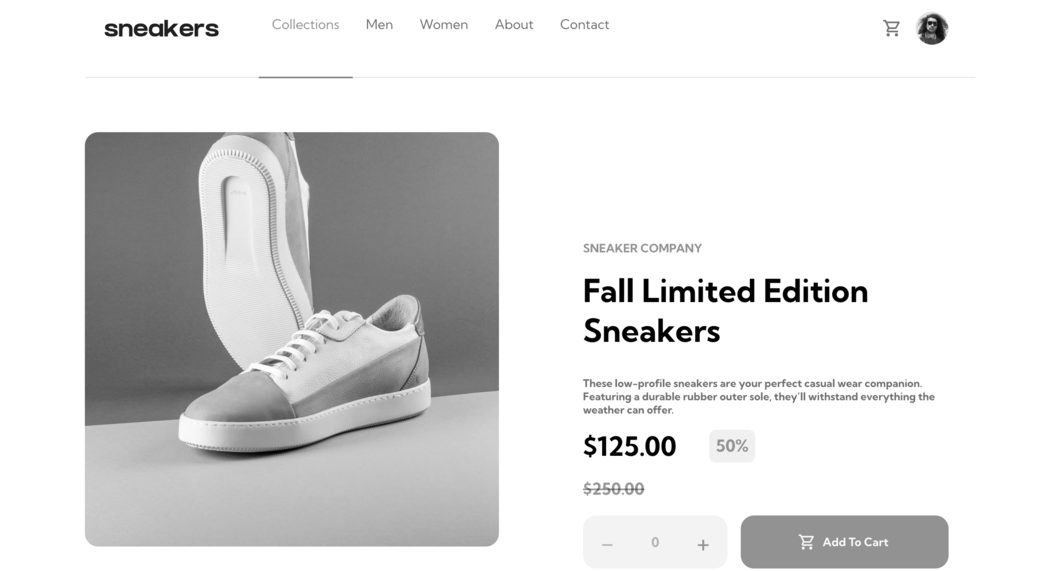 sneakers
Collections Men Women About Contact
SNEAKER COMPANY
Fall Limited Edition
Sneakers
These low-profile sneakers are your perfect casual wear companion.
Featuring a durable rubber outer sole, they'll withstand everything the
weather can offer.
$125.00 50%
$250.00
− 0 + Add To Cart